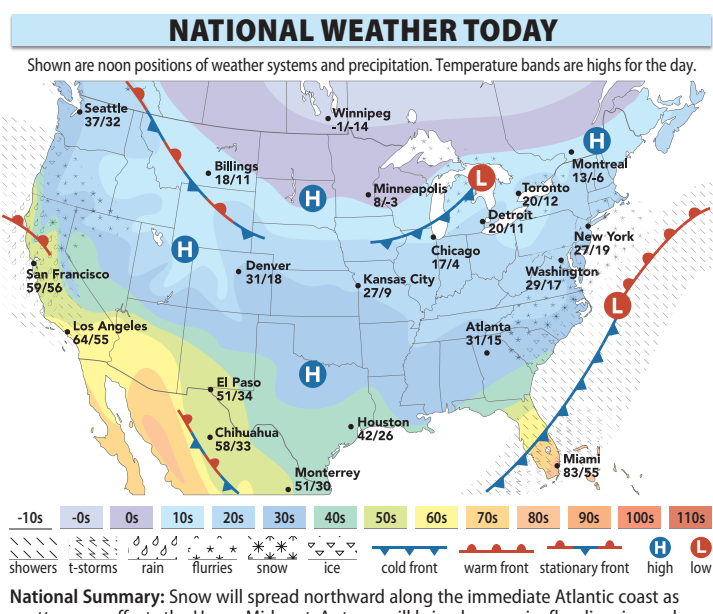 NATIONAL WEATHER TODAY
Shown are noon positions of weather systems and precipitation. Temperature bands are highs for the day.
Seattle
37/32
Winnipeg
-1/-14
H
Montreal
13/-6
Billings
18/11
H
Minneapolis
8/-3
L
Toronto
20/12
Detroit
20/11
New York
27/19
H
Chicago
17/4
San Francisco
59/56
Denver
31/18
Kansas City
27/9
Washington
29/17
L
Los Angeles
64/55
Atlanta
31/15
H
El Paso
51/34
Chihuahua
58/33
Houston
42/26
Monterrey
51/30
Miami
83/55
-10s -0s 0s 10s 20s 30s 40s 50s 60s 70s 80s 90s 100s 110s
H L
showers t-storms rain flurries snow ice cold front warm front stationary front high low
National Summary: Snow will spread northward along the immediate Atlantic coast as